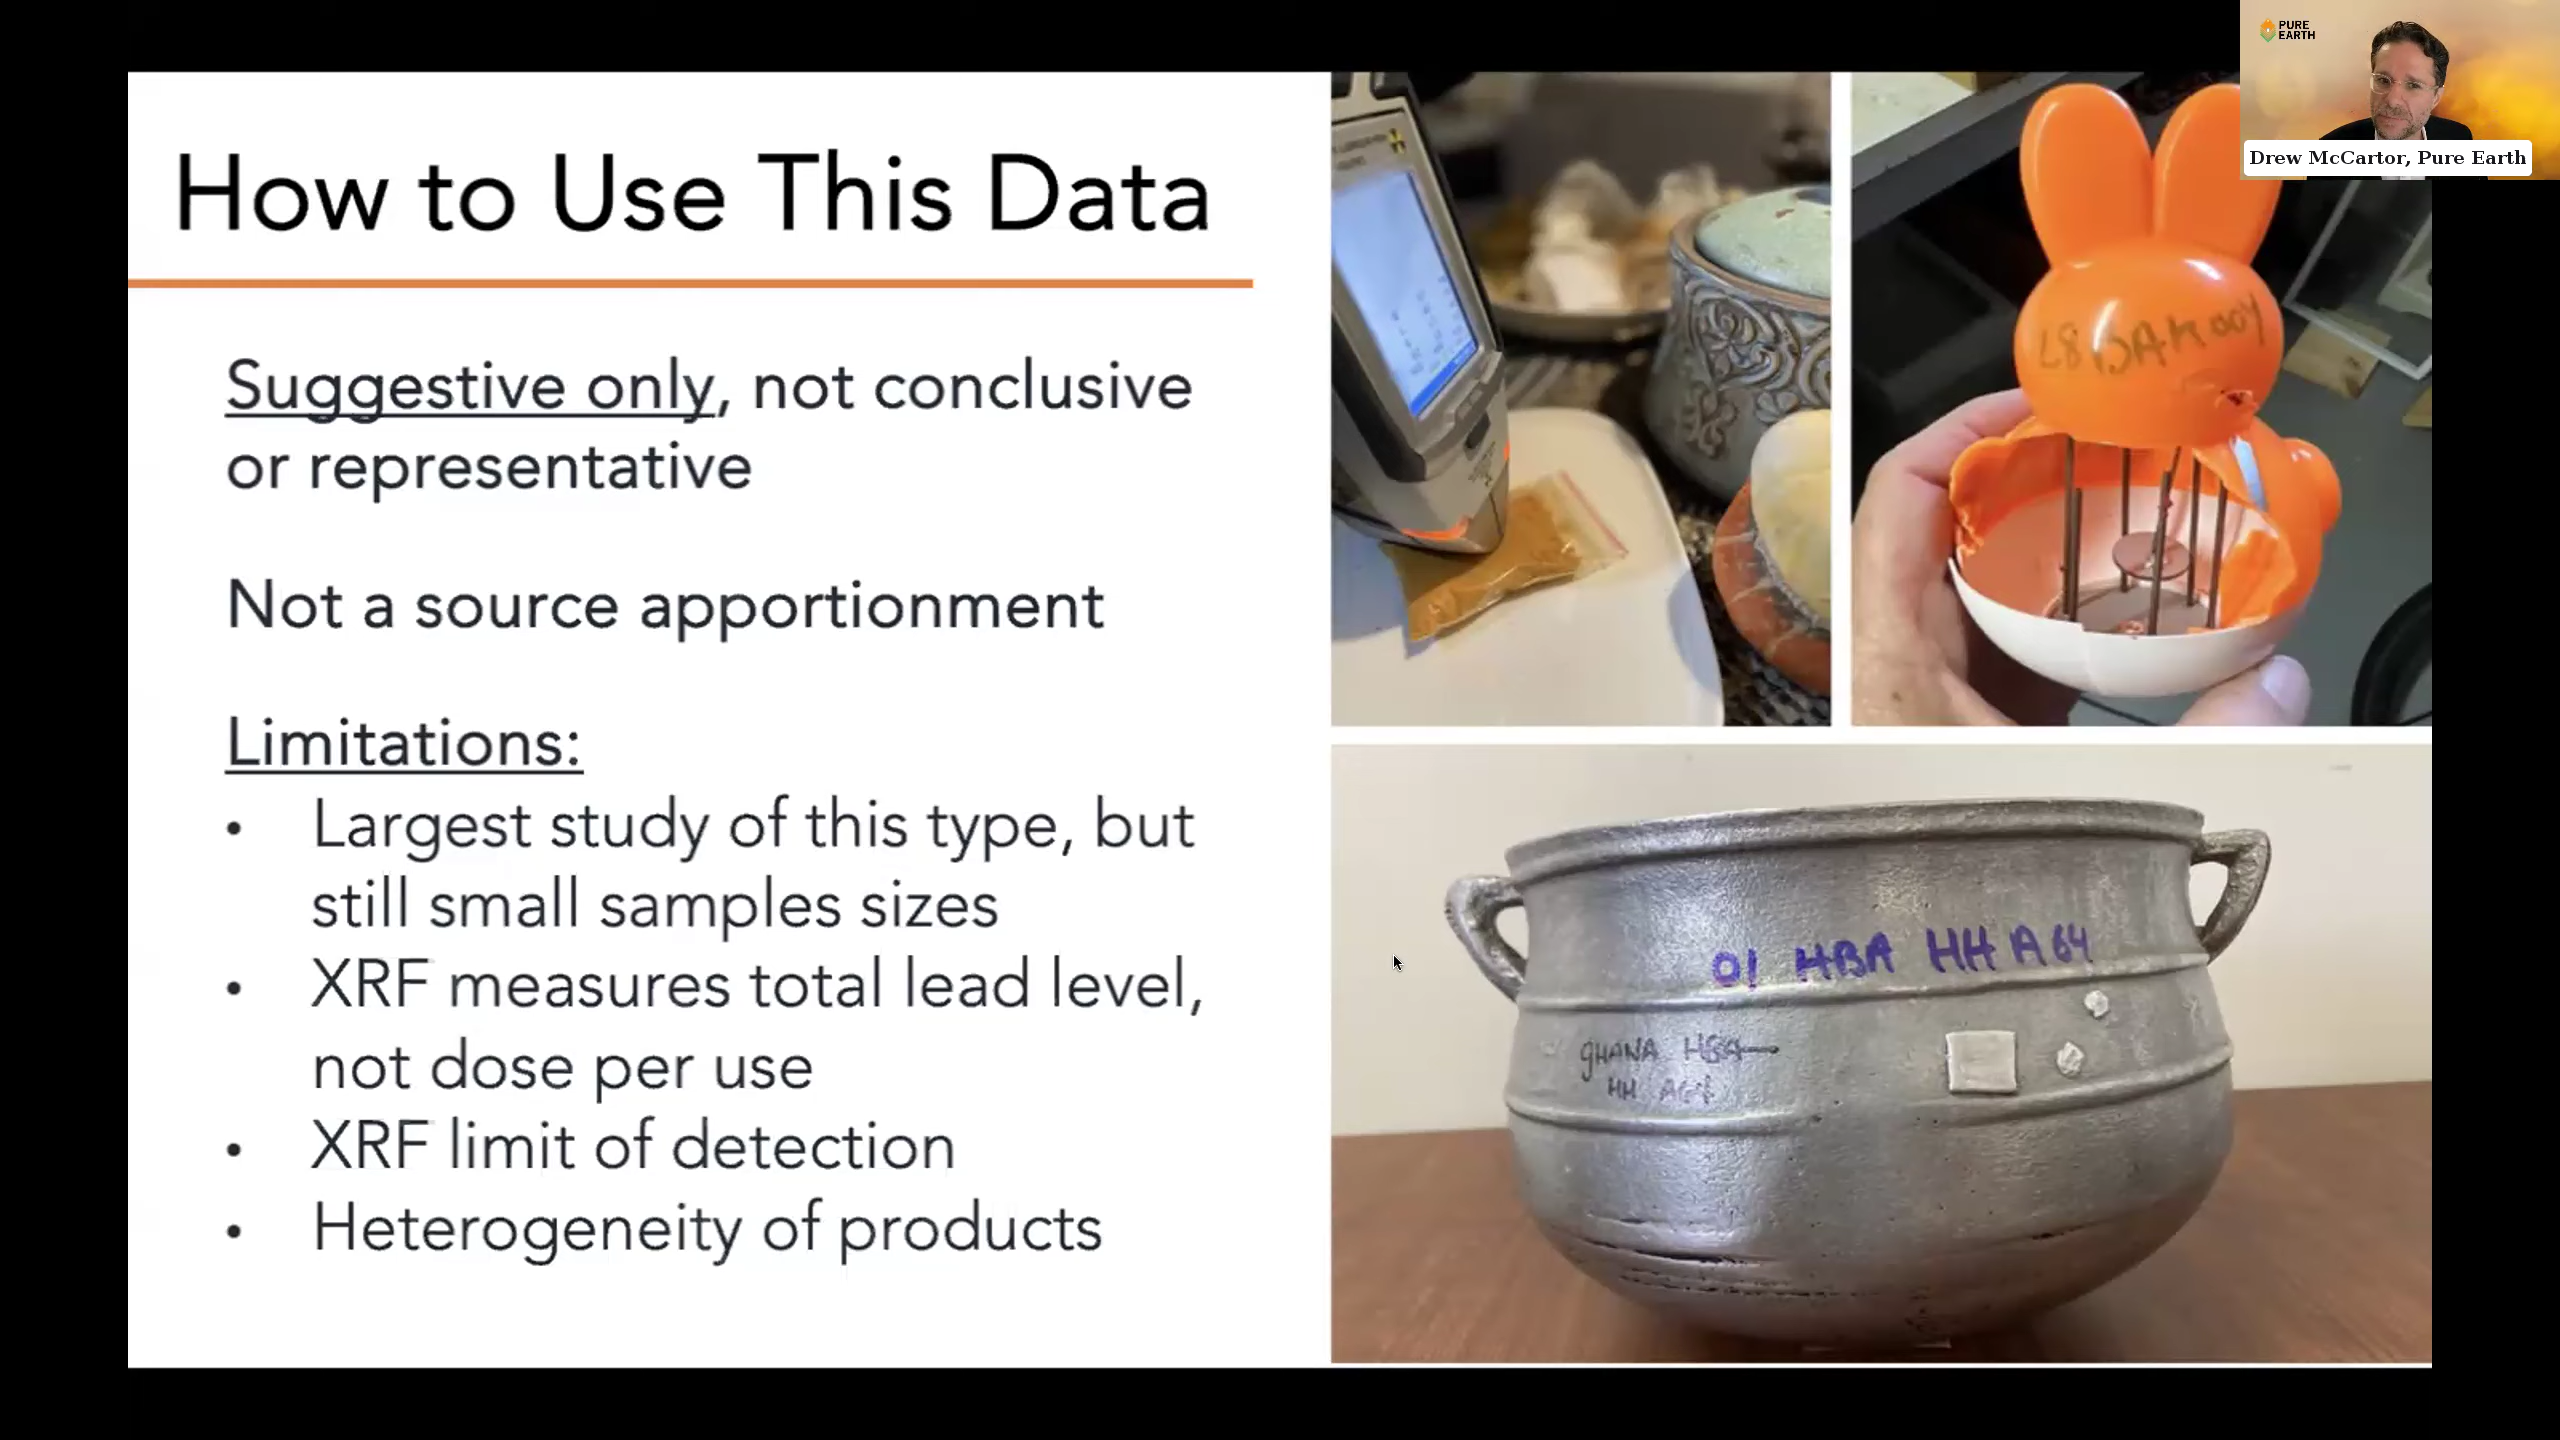 How to Use This Data
Suggestive only, not conclusive
or representative
Not a source apportionment
Limitations:
• Largest study of this type, but
still small samples sizes
• XRF measures total lead level,
not dose per use
• XRF limit of detection
• Heterogeneity of products
PURE
EARTH
Drew McCartor, Pure Earth
01 HBA HH A64
GHANA HBA
HH A64